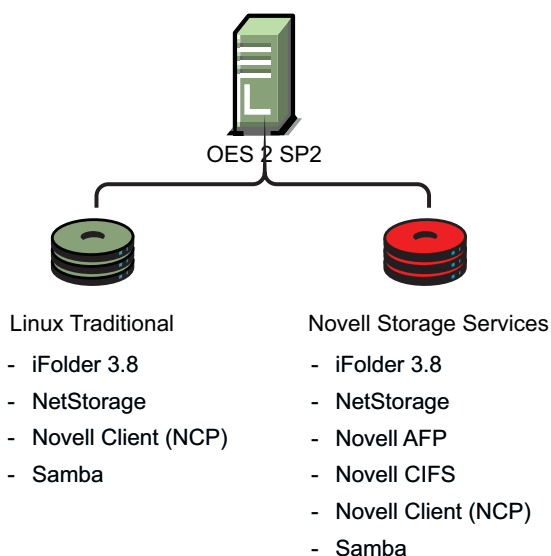 OES 2 SP2
Linux Traditional
- iFolder 3.8
- NetStorage
- Novell Client (NCP)
- Samba
Novell Storage Services
- iFolder 3.8
- NetStorage
- Novell AFP
- Novell CIFS
- Novell Client (NCP)
- Samba